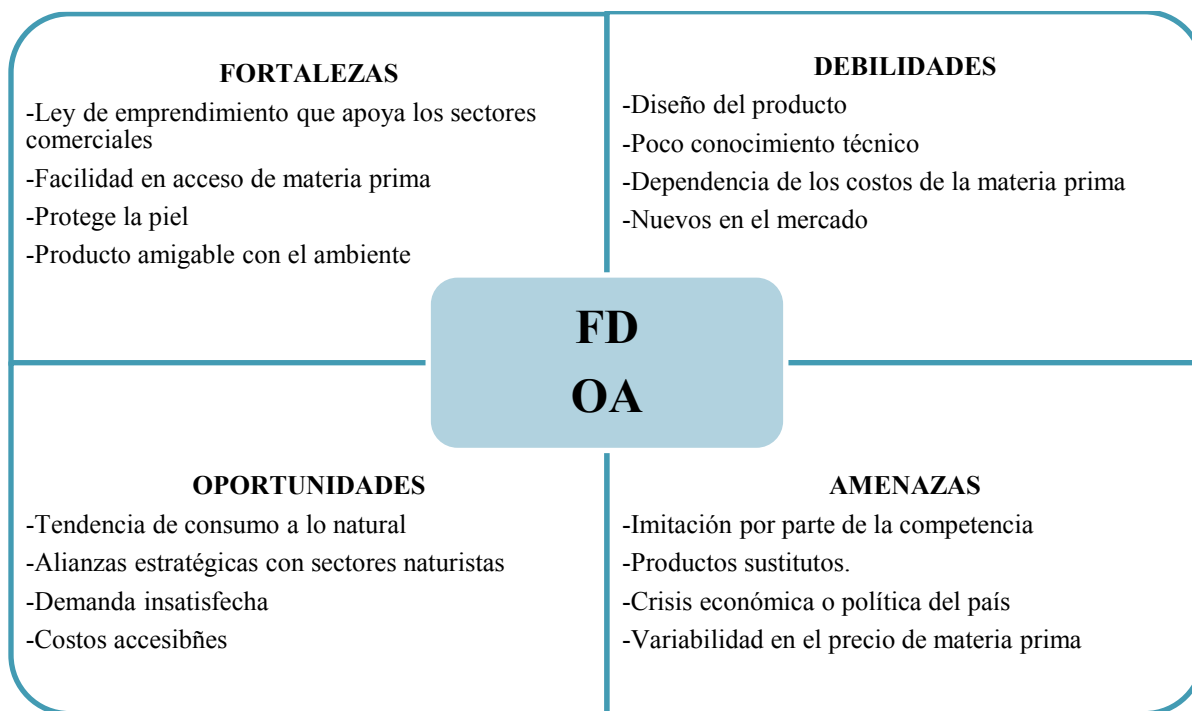 FORTALEZAS
-Ley de emprendimiento que apoya los sectores
comerciales
-Facilidad en acceso de materia prima
-Protege la piel
-Producto amigable con el ambiente
DEBILIDADES
-Diseño del producto
-Poco conocimiento técnico
-Dependencia de los costos de la materia prima
-Nuevos en el mercado
FD
OA
OPORTUNIDADES
-Tendencia de consumo a lo natural
-Alianzas estratégicas con sectores naturistas
-Demanda insatisfecha
-Costos accesibñes
AMENAZAS
-Imitación por parte de la competencia
-Productos sustitutos.
-Crisis económica o política del país
-Variabilidad en el precio de materia prima